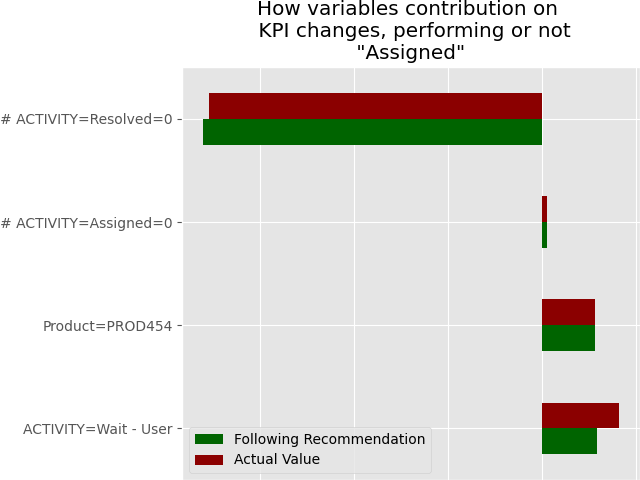 How variables contribution on
KPI changes, performing or not
"Assigned"
# ACTIVITY=Resolved=0
# ACTIVITY=Assigned=0
Product=PROD454
ACTIVITY=Wait - User
Following Recommendation
Actual Value